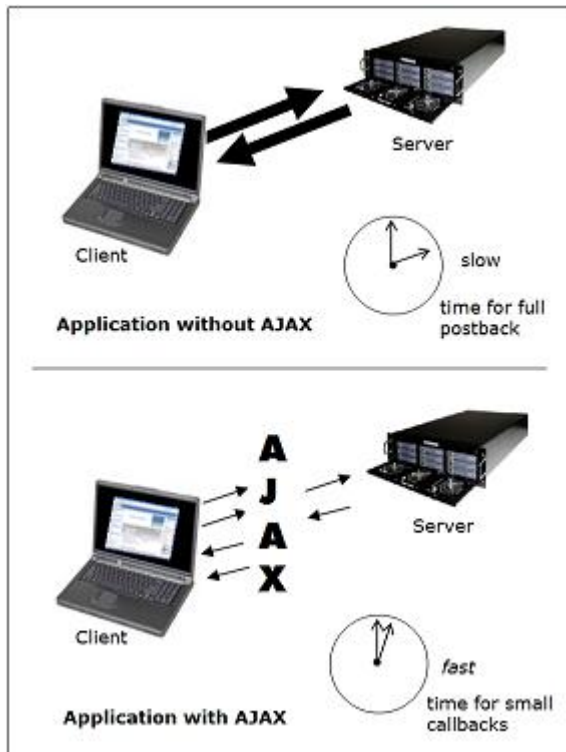 Server
Client
slow
time for full
postback
Application without AJAX
A
J
A
X
Server
Client
fast
time for small
callbacks
Application with AJAX